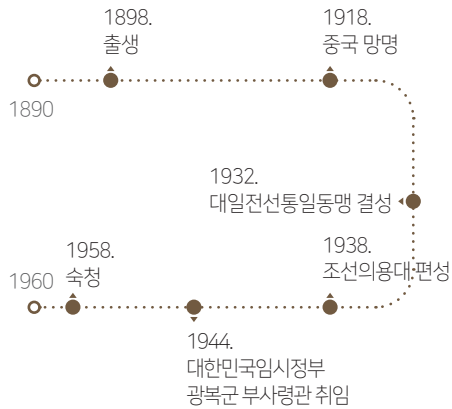 1898.
출생
1918.
중국 망명
1890
1932.
대일전선통일동맹 결성
1938.
조선의용대 편성
1958.
숙청
1960
1944.
대한민국임시정부
광복군 부사령관 취임